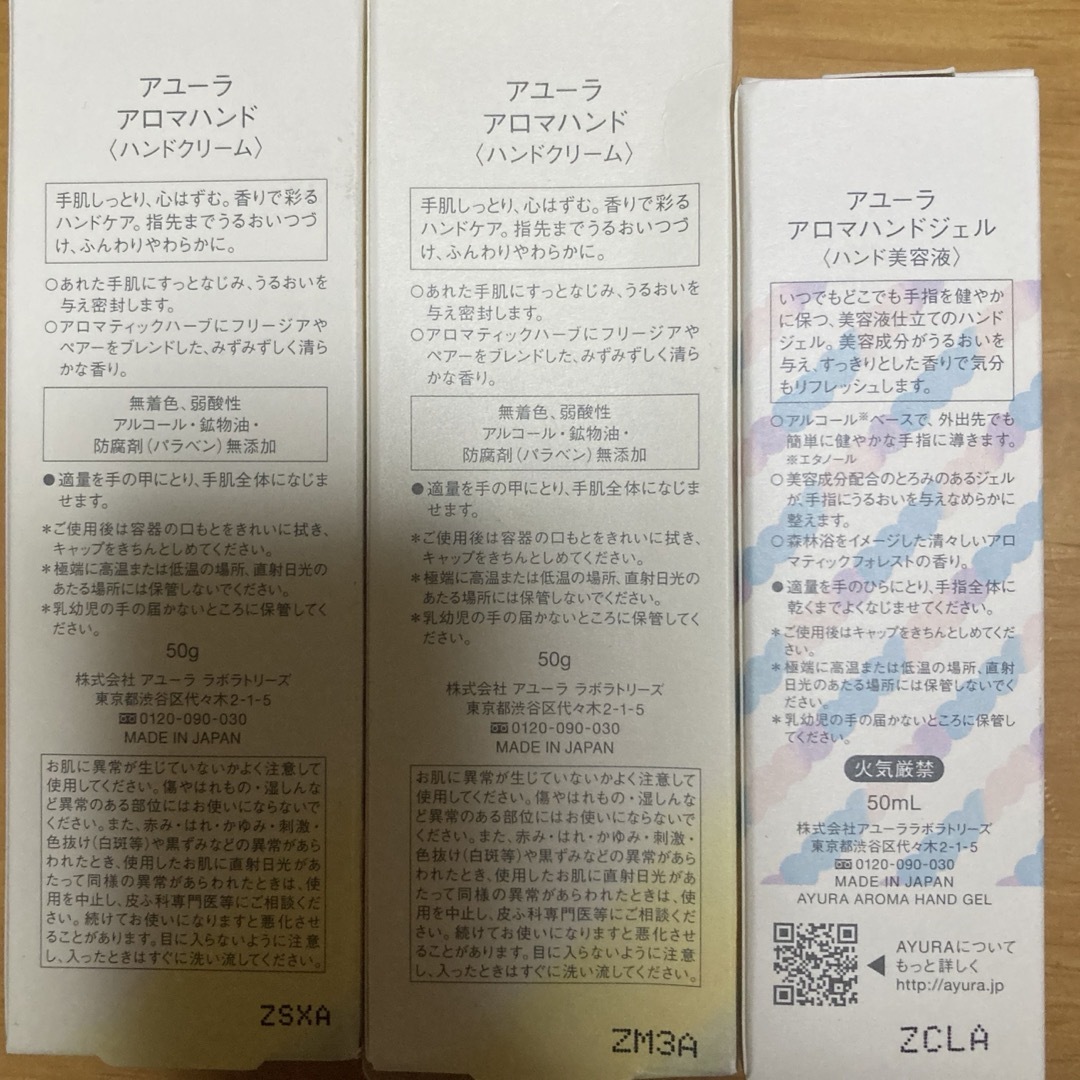 アユーラ
アロマハンド
〈ハンドクリーム〉
手肌しっとり、心はずむ。香りで彩る
ハンドケア。指先までうるおいつづ
け、ふんわりやわらかに。
○あれた手肌にすっとなじみ、うるおいを
与え密封します。
○アロマティックハーブにフリージアや
ペアーをブレンドした、みずみずしく清ら
かな香り。
無着色、弱酸性
アルコール・鉱物油・
防腐剤(パラベン)無添加
●適量を手の甲にとり、手肌全体になじま
せます。
*ご使用後は容器の口もとをきれいに拭き、
キャップをきちんとしめてください。
*極端に高温または低温の場所、直射日光の
あたる場所には保管しないでください。
*乳幼児の手の届かないところに保管してく
ださい。
50g
株式会社 アユーラ ラボラトリーズ
東京都渋谷区代々木2-1-5
0120-090-030
MADE IN JAPAN
お肌に異常が生じていないかよく注意して
使用してください。傷やはれもの・湿しんな
ど異常のある部位にはお使いにならないで
ください。また、赤み・はれ・かゆみ・刺激・
色抜け(白斑等)や黒ずみなどの異常があら
われたとき、使用したお肌に直射日光があ
たって同様の異常があらわれたときは、使
用を中止し、皮ふ科専門医等にご相談くださ
い。続けてお使いになりますと悪化させ
ることがあります。目に入らないように注意
し、入ったときはすぐに洗い流してください。
ZSXA
アユーラ
アロマハンド
〈ハンドクリーム〉
手肌しっとり、心はずむ。香りで彩る
ハンドケア。指先までうるおいつづ
け、ふんわりやわらかに。
○あれた手肌にすっとなじみ、うるおいを
与え密封します。
○アロマティックハーブにフリージアや
ペアーをブレンドした、みずみずしく清ら
かな香り。
無着色、弱酸性
アルコール・鉱物油・
防腐剤(パラベン)無添加
●適量を手の甲にとり、手肌全体になじま
せます。
*ご使用後は容器の口もとをきれいに拭き、
キャップをきちんとしめてください。
*極端に高温または低温の場所、直射日光の
あたる場所には保管しないでください。
*乳幼児の手の届かないところに保管してく
ださい。
50g
株式会社 アユーラ ラボラトリーズ
東京都渋谷区代々木2-1-5
0120-090-030
MADE IN JAPAN
お肌に異常が生じていないかよく注意して
使用してください。傷やはれもの・湿しんな
ど異常のある部位にはお使いにならないで
ください。また、赤み・はれ・かゆみ・刺激・
色抜け(白斑等)や黒ずみなどの異常があら
われたとき、使用したお肌に直射日光があ
たって同様の異常があらわれたときは、使
用を中止し、皮ふ科専門医等にご相談くださ
い。続けてお使いになりますと悪化させ
ることがあります。目に入らないように注意
し、入ったときはすぐに洗い流してください。
ZM3A
アユーラ
アロマハンドジェル
〈ハンド美容液〉
いつでもどこでも手指を健やか
に保つ、美容液仕立てのハンド
ジェル。美容成分がうるおいを
与え、すっきりとした香りで気分
もリフレッシュします。
○アルコール※ベースで、外出先でも
簡単に健やかな手指に導きます。
※エタノール
○美容成分配合のとろみのあるジェル
が、手指にうるおいを与えなめらかに
整えます。
○森林浴をイメージした清々しいアロ
マティックフォレストの香り。
●適量を手のひらにとり、手指全体に
乾くまでよくなじませてください。
*ご使用後はキャップをきちんとしめてくだ
さい。
*極端に高温または低温の場所、直射
日光のあたる場所には保管しないでく
ださい。
*乳幼児の手の届かないところに保管し
てください。
火気厳禁
50mL
株式会社アユーララボラトリーズ
東京都渋谷区代々木2-1-5
0120-090-030
MADE IN JAPAN
AYURA AROMA HAND GEL
AYURAについて
もっと詳しく
http://ayura.jp
ZCLA